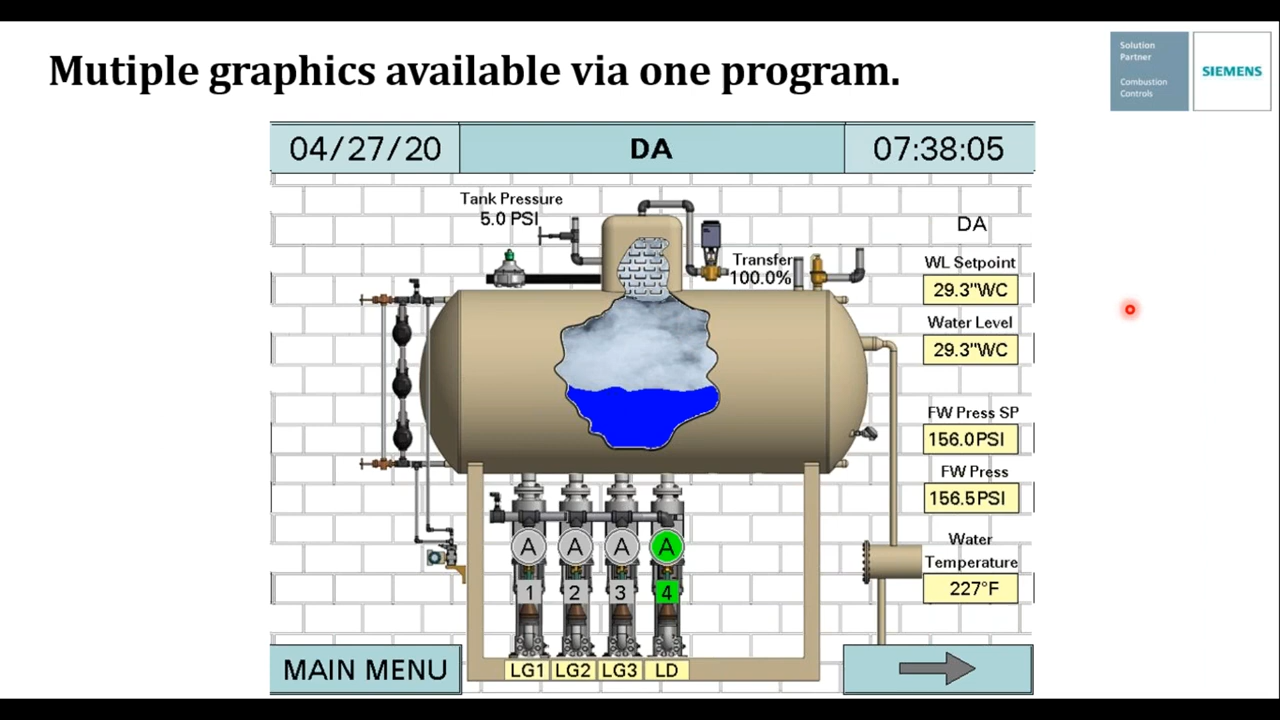 Mutiple graphics available via one program.
Solution
Partner
Combustion
Controls
SIEMENS
04/27/20
DA
07:38:05
Tank Pressure
5.0 PSI
Transfer
100.0%
DA
WL Setpoint
29.3"WC
Water Level
29.3"WC
FW Press SP
156.0PSI
FW Press
156.5PSI
Water
Temperature
227°F
A A A A
1 2 3 4
LG1 LG2 LG3 LD
MAIN MENU